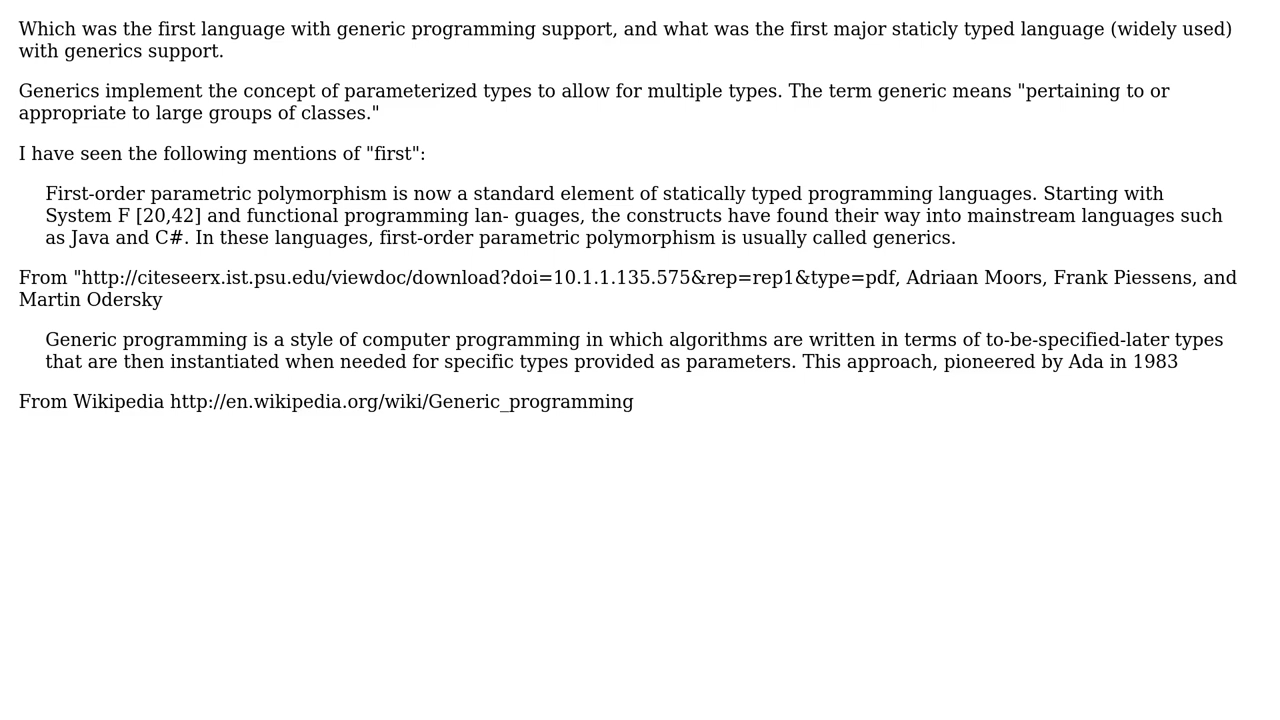 Which was the first language with generic programming support, and what was the first major staticly typed language (widely used)
with generics support.
Generics implement the concept of parameterized types to allow for multiple types. The term generic means "pertaining to or
appropriate to large groups of classes."
I have seen the following mentions of "first":
First-order parametric polymorphism is now a standard element of statically typed programming languages. Starting with
System F [20,42] and functional programming lan- guages, the constructs have found their way into mainstream languages such
as Java and C#. In these languages, first-order parametric polymorphism is usually called generics.
From "http://citeseerx.ist.psu.edu/viewdoc/download?doi=10.1.1.135.575&rep=rep1&type=pdf, Adriaan Moors, Frank Piessens, and
Martin Odersky
Generic programming is a style of computer programming in which algorithms are written in terms of to-be-specified-later types
that are then instantiated when needed for specific types provided as parameters. This approach, pioneered by Ada in 1983
From Wikipedia http://en.wikipedia.org/wiki/Generic_programming